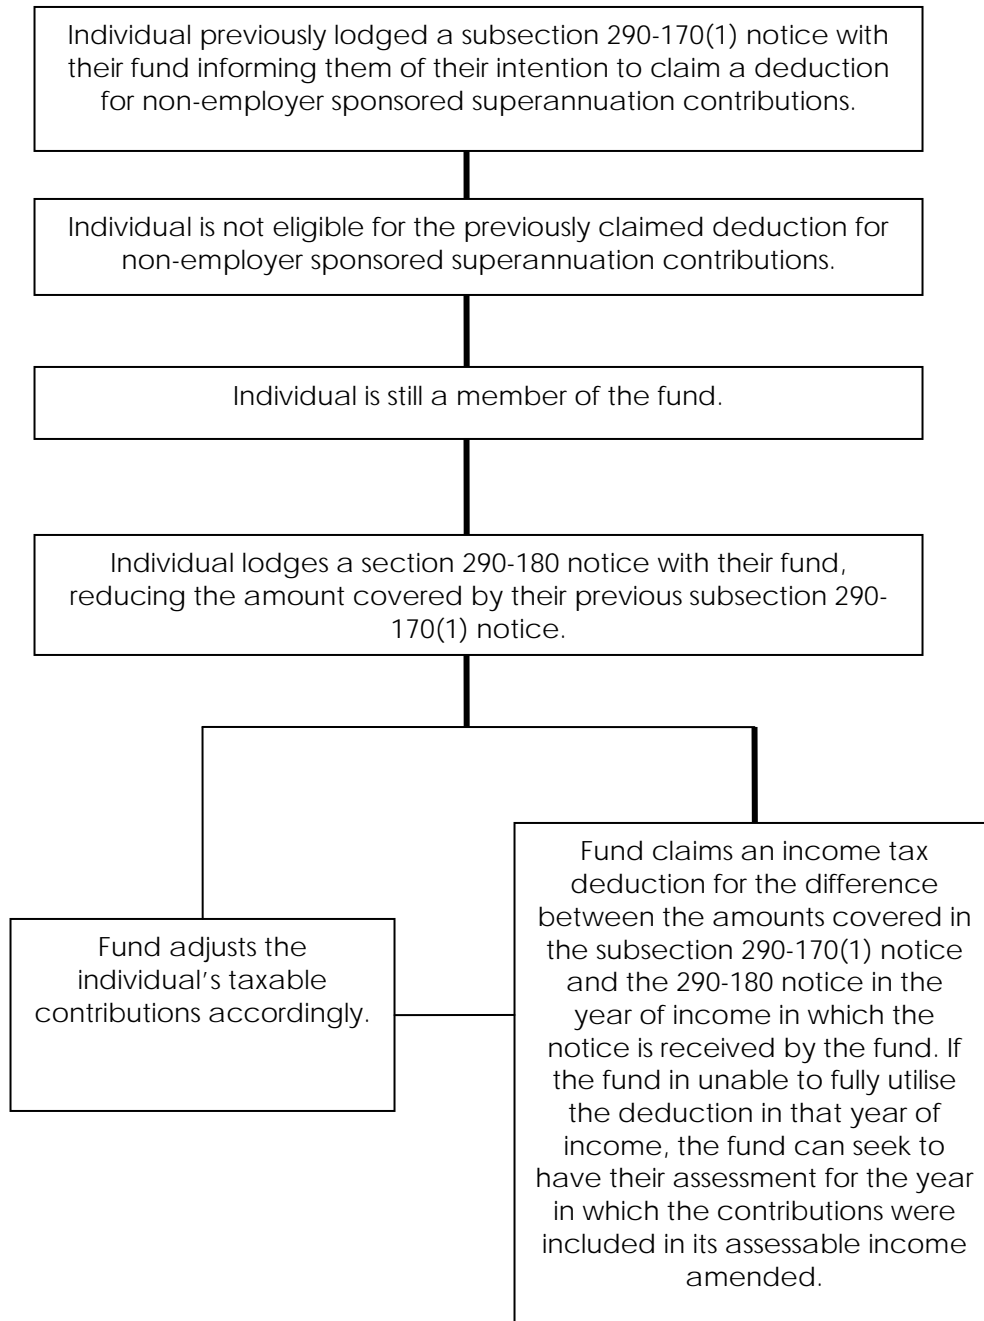 Individual previously lodged a subsection 290-170(1) notice with
their fund informing them of their intention to claim a deduction
for non-employer sponsored superannuation contributions.
Individual is not eligible for the previously claimed deduction for
non-employer sponsored superannuation contributions.
Individual is still a member of the fund.
Individual lodges a section 290-180 notice with their fund,
reducing the amount covered by their previous subsection 290-
170(1) notice.
Fund adjusts the
individual's taxable
contributions accordingly.
Fund claims an income tax
deduction for the difference
between the amounts covered in
the subsection 290-170(1) notice
and the 290-180 notice in the
year of income in which the
notice is received by the fund. If
the fund in unable to fully utilise
the deduction in that year of
income, the fund can seek to
have their assessment for the year
in which the contributions were
included in its assessable income
amended.